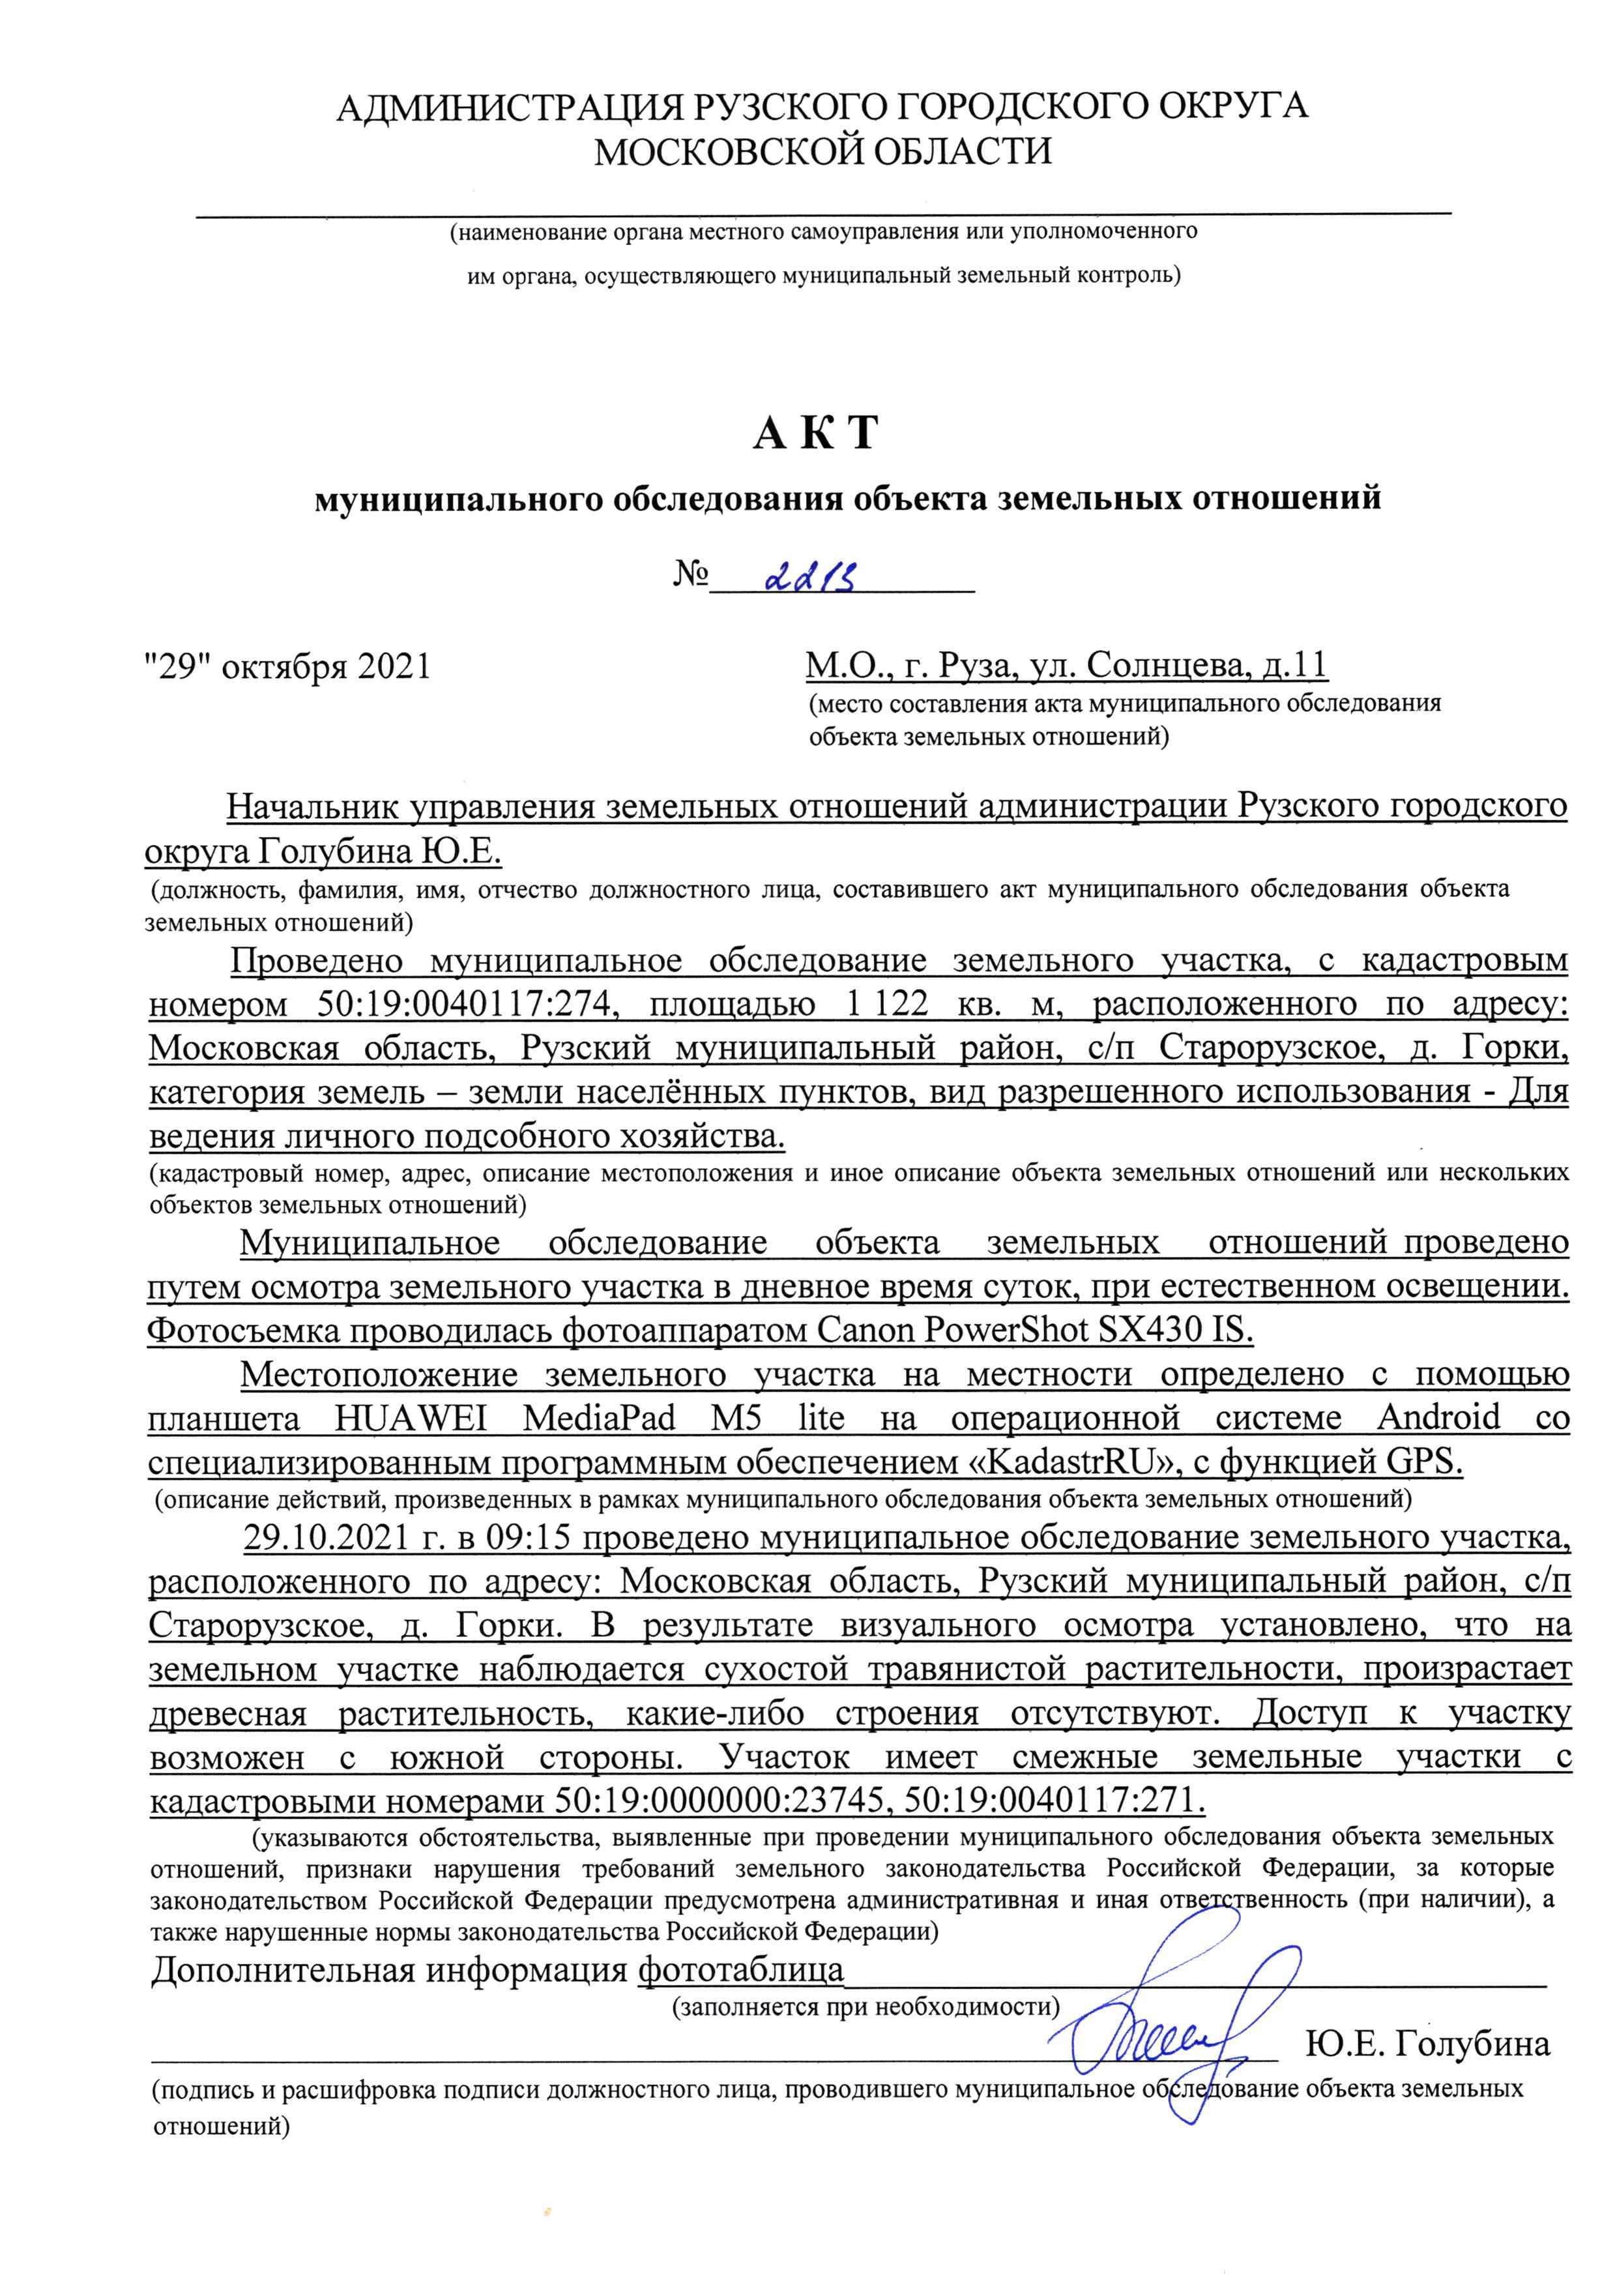 АДМИНИСТРАЦИЯ РУЗСКОГО ГОРОДСКОГО ОКРУГА
МОСКОВСКОЙ ОБЛАСТИ
(наименование органа местного самоуправления или уполномоченного
им органа, осуществляющего муниципальный земельный контроль)
А К Т
муниципального обследования объекта земельных отношений
№ 2213
"29" октября 2021
М.О., г. Руза, ул. Солнцева, д.11
(место составления акта муниципального обследования
объекта земельных отношений)
Начальник управления земельных отношений администрации Рузского городского
округа Голубина Ю.Е.
(должность, фамилия, имя, отчество должностного лица, составившего акт муниципального обследования объекта
земельных отношений)
Проведено муниципальное обследование земельного участка, с кадастровым
номером 50:19:0040117:274, площадью 1 122 кв. м, расположенного по адресу:
Московская область, Рузский муниципальный район, с/п Старорузское, д. Горки,
категория земель – земли населённых пунктов, вид разрешенного использования - Для
ведения личного подсобного хозяйства.
(кадастровый номер, адрес, описание местоположения и иное описание объекта земельных отношений или нескольких
объектов земельных отношений)
Муниципальное обследование объекта земельных отношений проведено
путем осмотра земельного участка в дневное время суток, при естественном освещении.
Фотосъемка проводилась фотоаппаратом Canon PowerShot SX430 IS.
Местоположение земельного участка на местности определено с помощью
планшета HUAWEI MediaPad M5 lite на операционной системе Android со
специализированным программным обеспечением «KadastrRU», с функцией GPS.
(описание действий, произведенных в рамках муниципального обследования объекта земельных отношений)
29.10.2021 г. в 09:15 проведено муниципальное обследование земельного участка,
расположенного по адресу: Московская область, Рузский муниципальный район, с/п
Старорузское, д. Горки. В результате визуального осмотра установлено, что на
земельном участке наблюдается сухостой травянистой растительности, произрастает
древесная растительность, какие-либо строения отсутствуют. Доступ к участку
возможен с южной стороны. Участок имеет смежные земельные участки с
кадастровыми номерами 50:19:0000000:23745, 50:19:0040117:271.
(указываются обстоятельства, выявленные при проведении муниципального обследования объекта земельных
отношений, признаки нарушения требований земельного законодательства Российской Федерации, за которые
законодательством Российской Федерации предусмотрена административная и иная ответственность (при наличии), а
также нарушенные нормы законодательства Российской Федерации)
Дополнительная информация фототаблица
(заполняется при необходимости)
Ю.Е. Голубина
(подпись и расшифровка подписи должностного лица, проводившего муниципальное обследование объекта земельных
отношений)